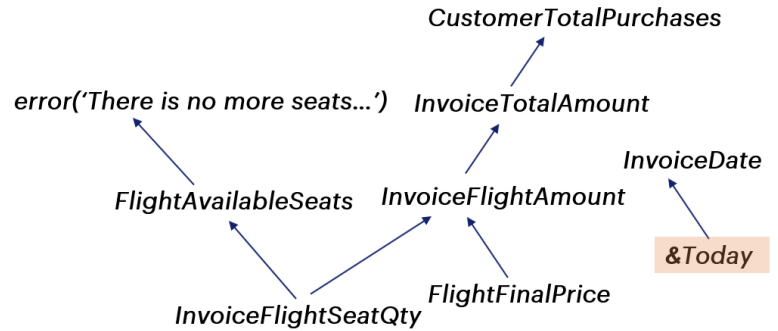 CustomerTotalPurchases
error(‘There is no more seats...’)
InvoiceTotalAmount
InvoiceDate
FlightAvailableSeats
InvoiceFlightAmount
&Today
FlightFinalPrice
InvoiceFlightSeatQty